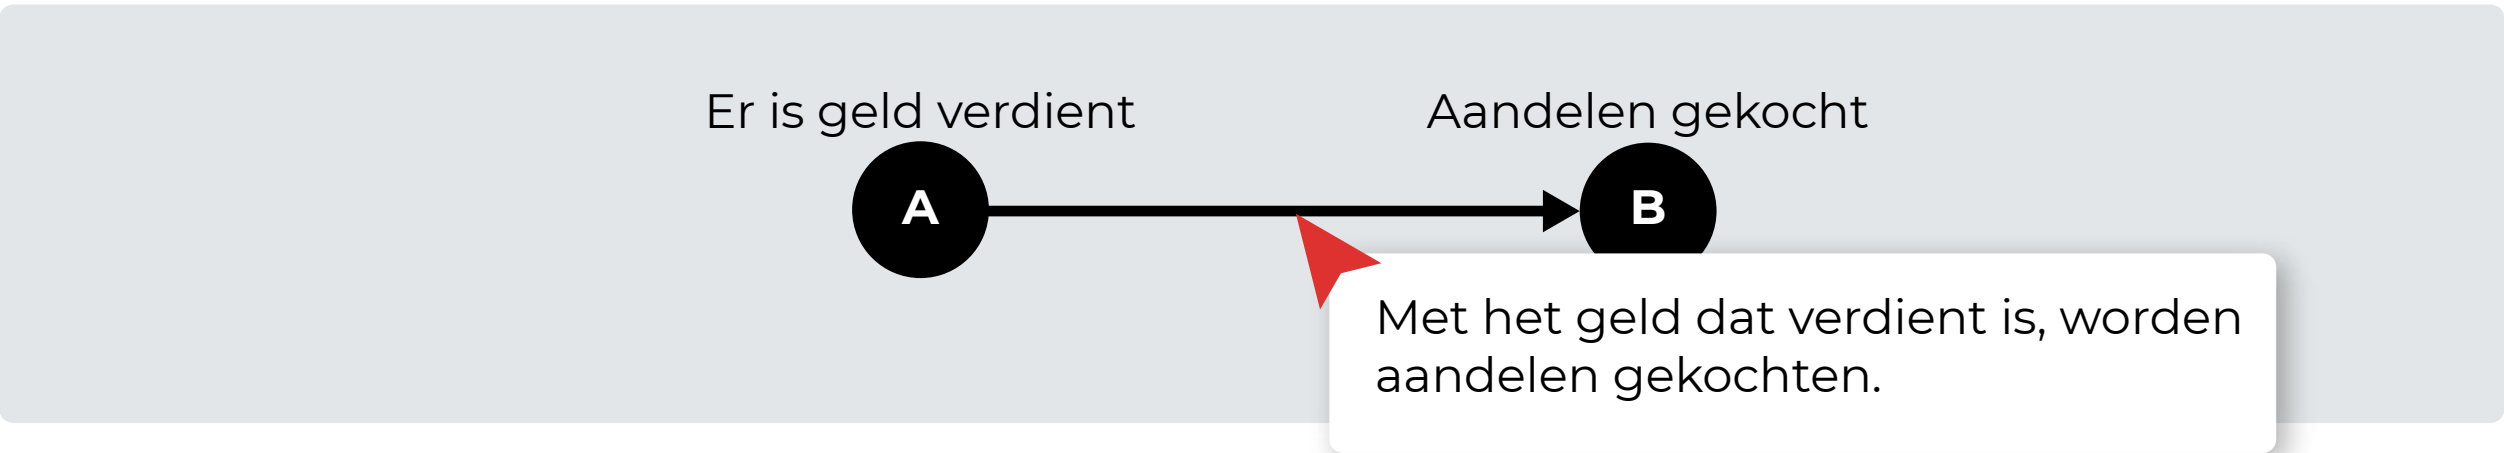 Er is geld verdient
Aandelen gekocht
A
B
Met het geld dat verdient is, worden
aandelen gekochten.